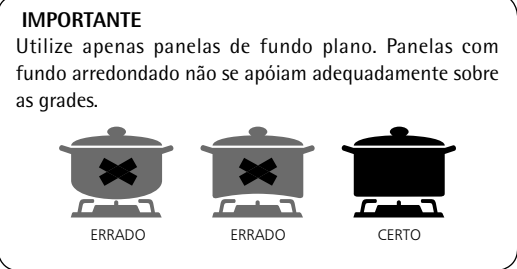 IMPORTANTE
Utilize apenas panelas de fundo plano. Panelas com
fundo arredondado não se apóiam adequadamente sobre
as grades.
ERRADO ERRADO CERTO